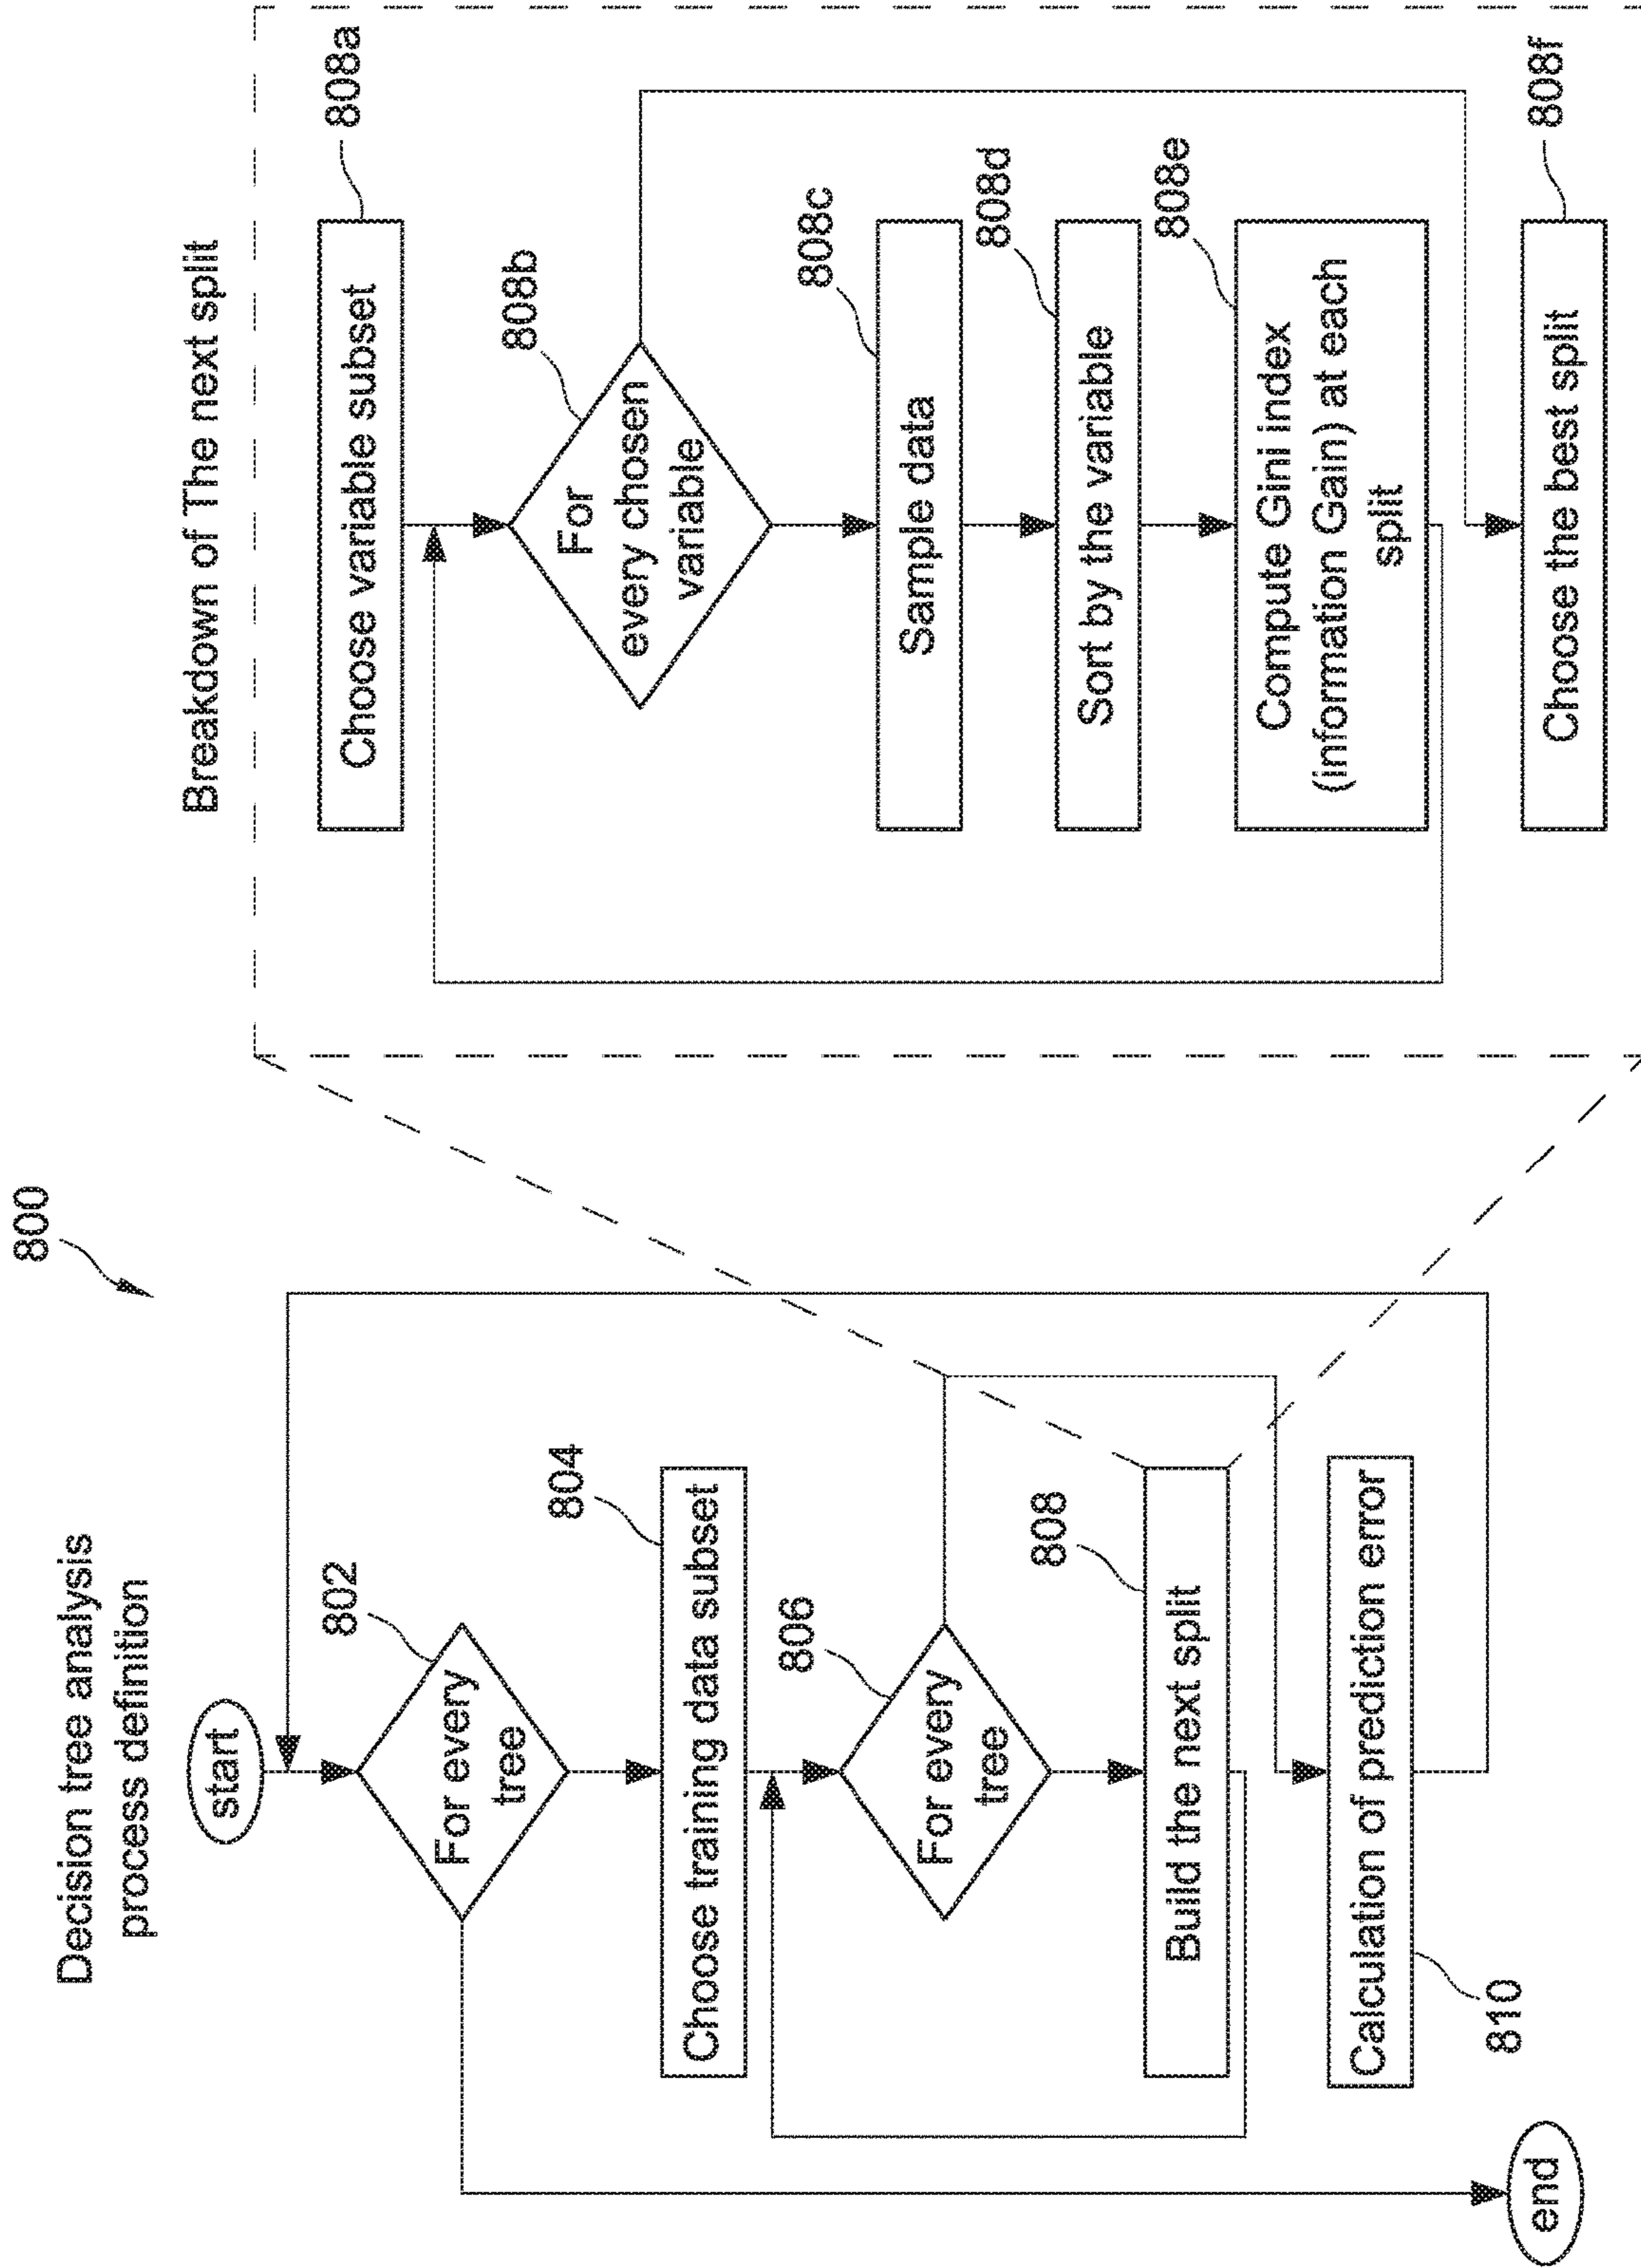 800
Decision tree analysis
process definition
start
802
For every
tree
804
Choose training data subset
806
For every
tree
808
Build the next split
Calculation of prediction error
810
end
Breakdown of The next split
808a
Choose variable subset
808b
For
every chosen
variable
808c
Sample data
808d
Sort by the variable
808e
Compute Gini index
(information Gain) at each
split
808f
Choose the best split